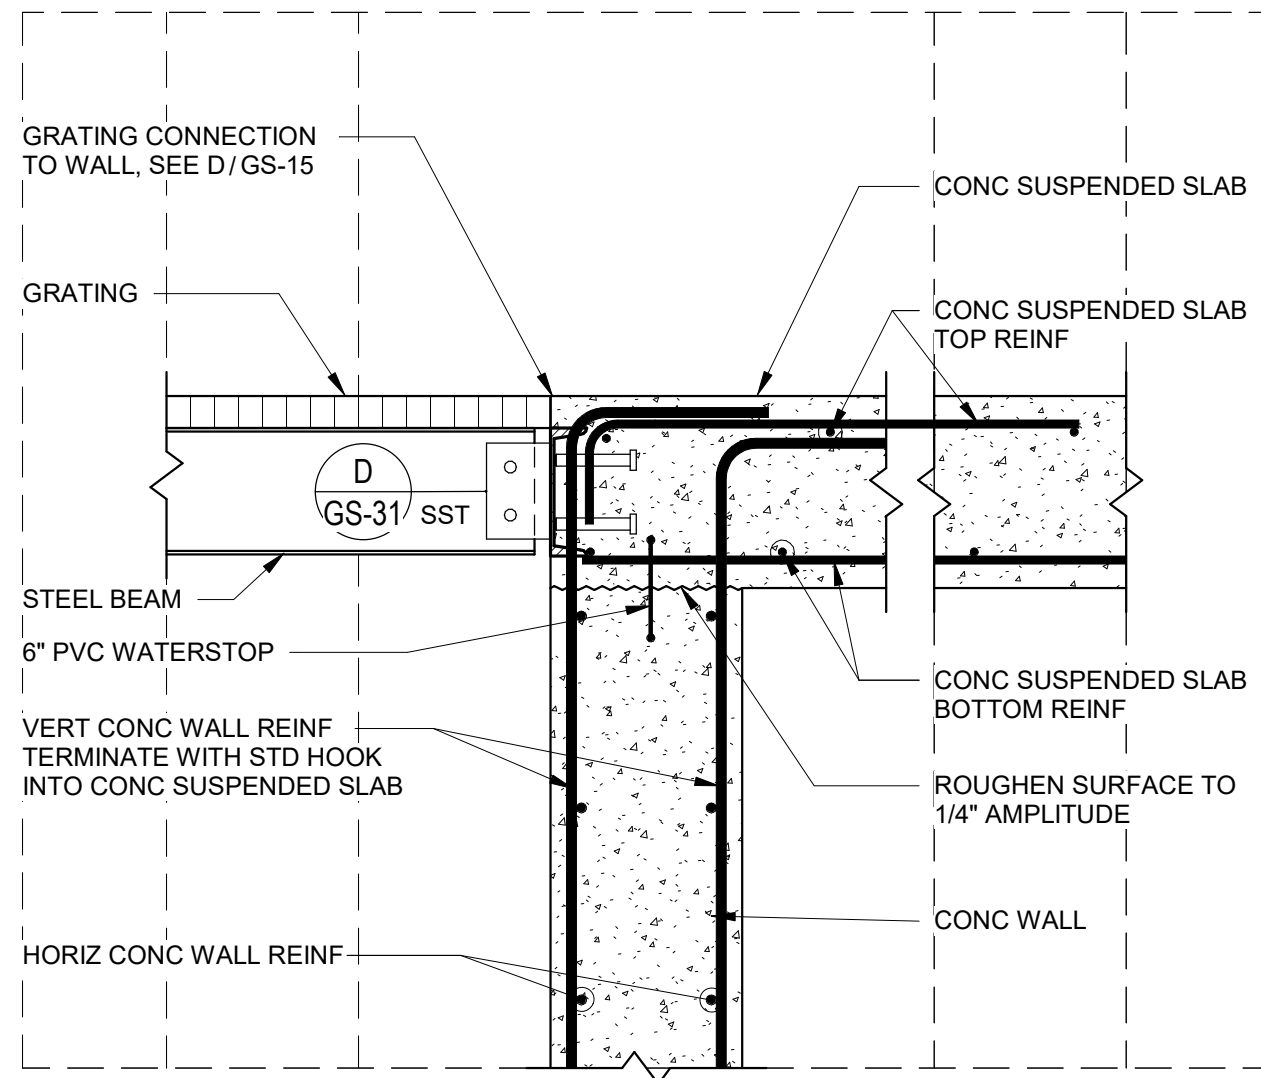 GRATING CONNECTION
TO WALL, SEE D/GS-15
GRATING
D
GS-31
SST
STEEL BEAM
6" PVC WATERSTOP
VERT CONC WALL REINF
TERMINATE WITH STD HOOK
INTO CONC SUSPENDED SLAB
HORIZ CONC WALL REINF
CONC SUSPENDED SLAB
CONC SUSPENDED SLAB
TOP REINF
CONC SUSPENDED SLAB
BOTTOM REINF
ROUGHEN SURFACE TO
1/4" AMPLITUDE
CONC WALL